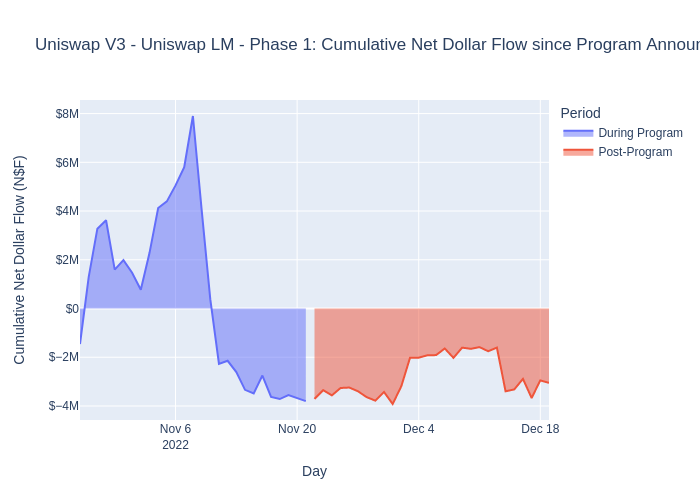 Uniswap V3 - Uniswap LM - Phase 1: Cumulative Net Dollar Flow since Program Announ
Period
During Program
Post-Program
Cumulative Net Dollar Flow (N$F)
$8M
$6M
$4M
$2M
$0
$−2M
$−4M
Nov 6
2022
Nov 20
Dec 4
Dec 18
Day